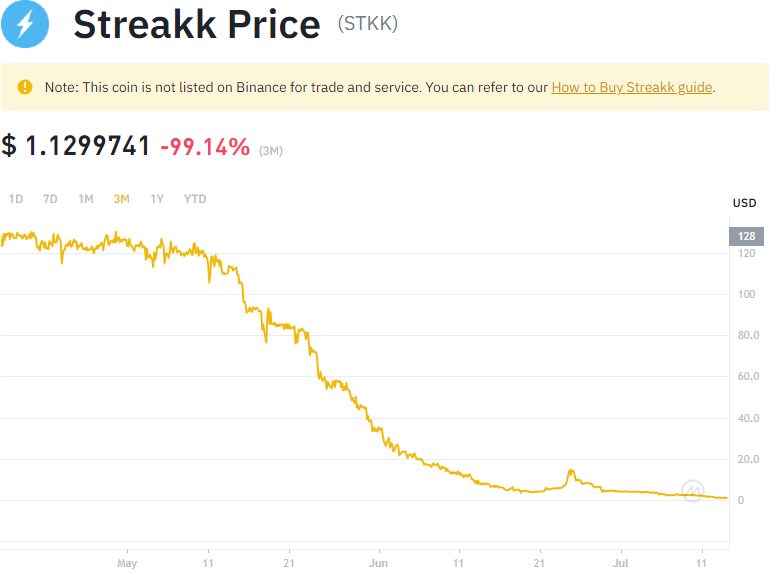 Streakk Price (STKK)
Note: This coin is not listed on Binance for trade and service. You can refer to our How to Buy Streakk guide.
$ 1.1299741 -99.14% (3M)
1D 7D 1M 3M 1Y YTD
USD
128
120
100
80.0
60.0
40.0
20.0
0
May 11 21 Jun 11 21 Jul 11